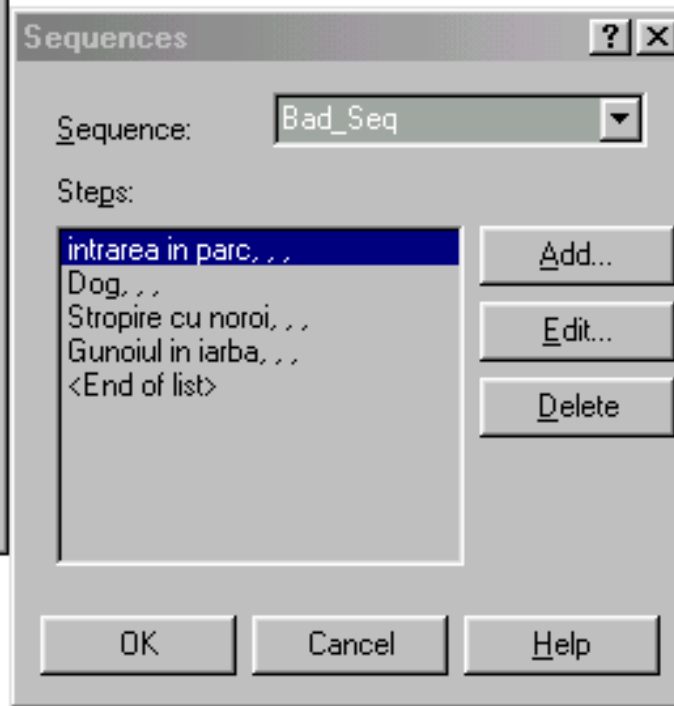 Sequences
Sequence: Bad_Seq
Steps:
intrarea in parc, , ,
Dog, , ,
Stropire cu noroi, , ,
Gunoiul in iarba, , ,
<End of list>
Add...
Edit...
Delete
OK Cancel Help